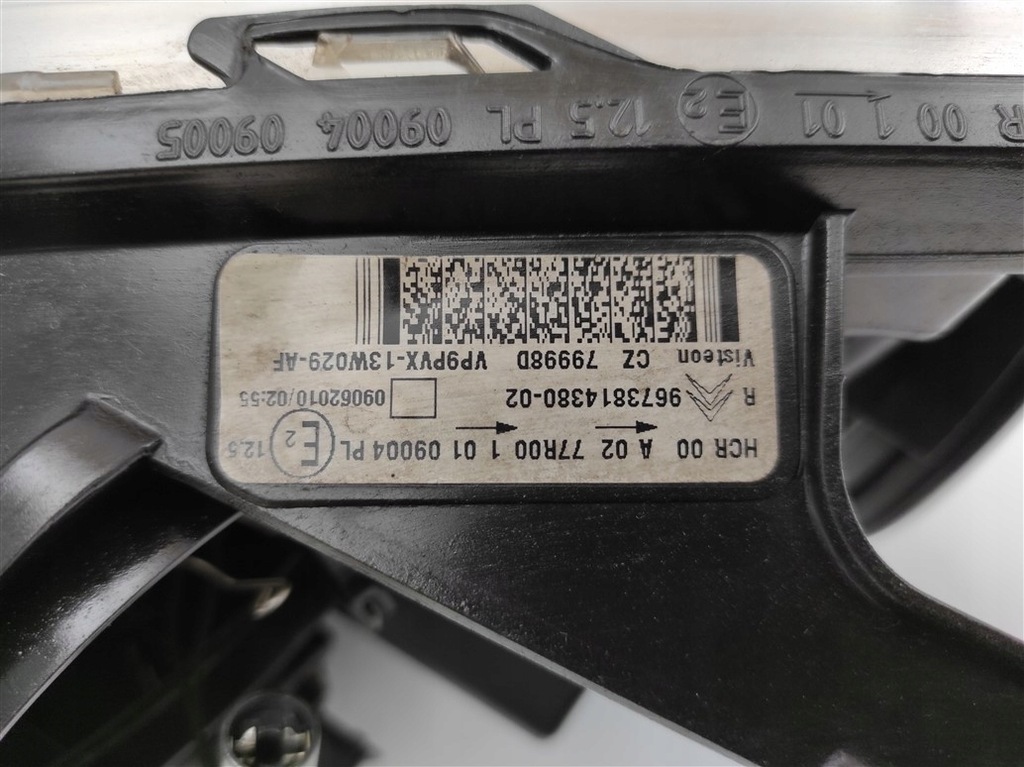 HCR 00 A 02 77R00 1 01 09004 PL E2 12,5
R 9673814380-02 09062010/02:55
Visteon CZ 79998D VP9PVX-13W029-AF
R 00 1 01 E2 12,5 PL 09004 09005